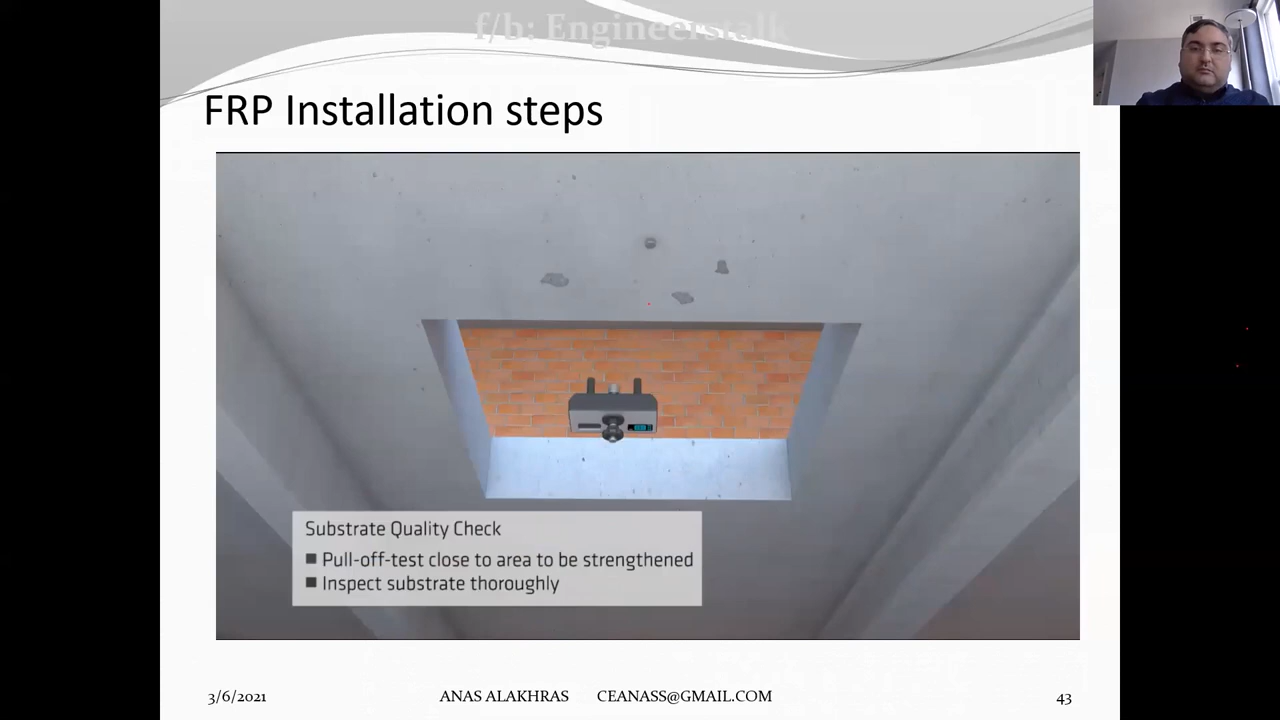 f/b: Engineerstalk
FRP Installation steps
Substrate Quality Check
■ Pull-off-test close to area to be strengthened
■ Inspect substrate thoroughly
3/6/2021 ANAS ALAKHRAS CEANASS@GMAIL.COM 43